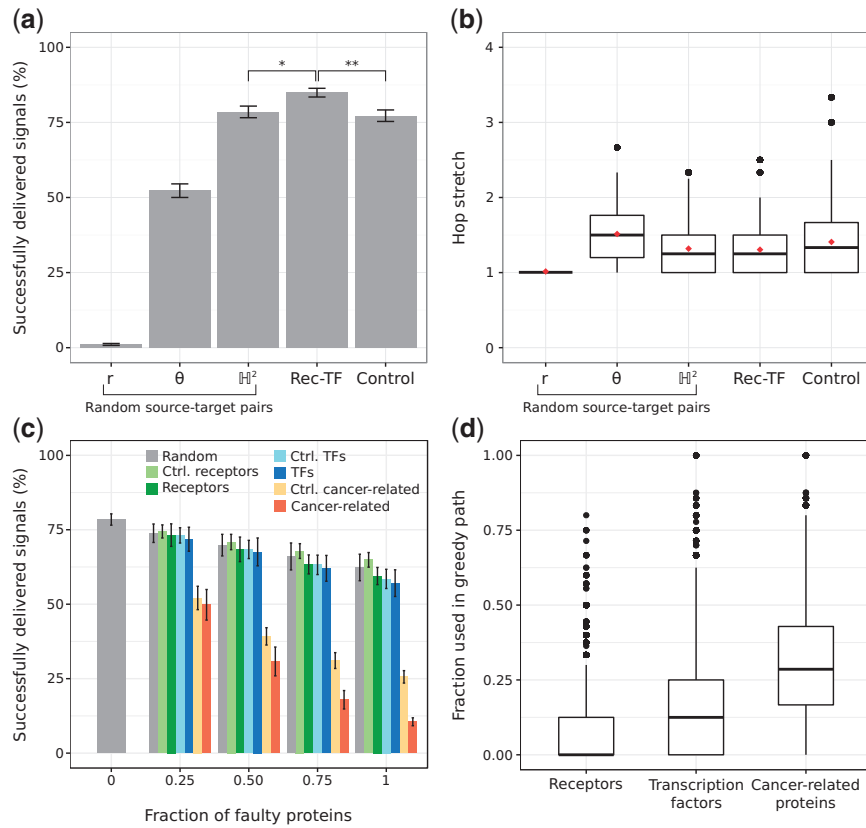 (a)
Successfully delivered signals (%)
100
75
50
25
0
*
**
r
θ
ℍ²
Rec-TF
Control
Random source-target pairs
(b)
Hop stretch
4
3
2
1
0
r
θ
ℍ²
Rec-TF
Control
Random source-target pairs
(c)
Successfully delivered signals (%)
100
75
50
25
0
Random
Ctrl. receptors
Receptors
Ctrl. TFs
TFs
Ctrl. cancer-related
Cancer-related
0
0.25
0.50
0.75
1
Fraction of faulty proteins
(d)
Fraction used in greedy path
1.00
0.75
0.50
0.25
0.00
Receptors
Transcription
factors
Cancer-related
proteins